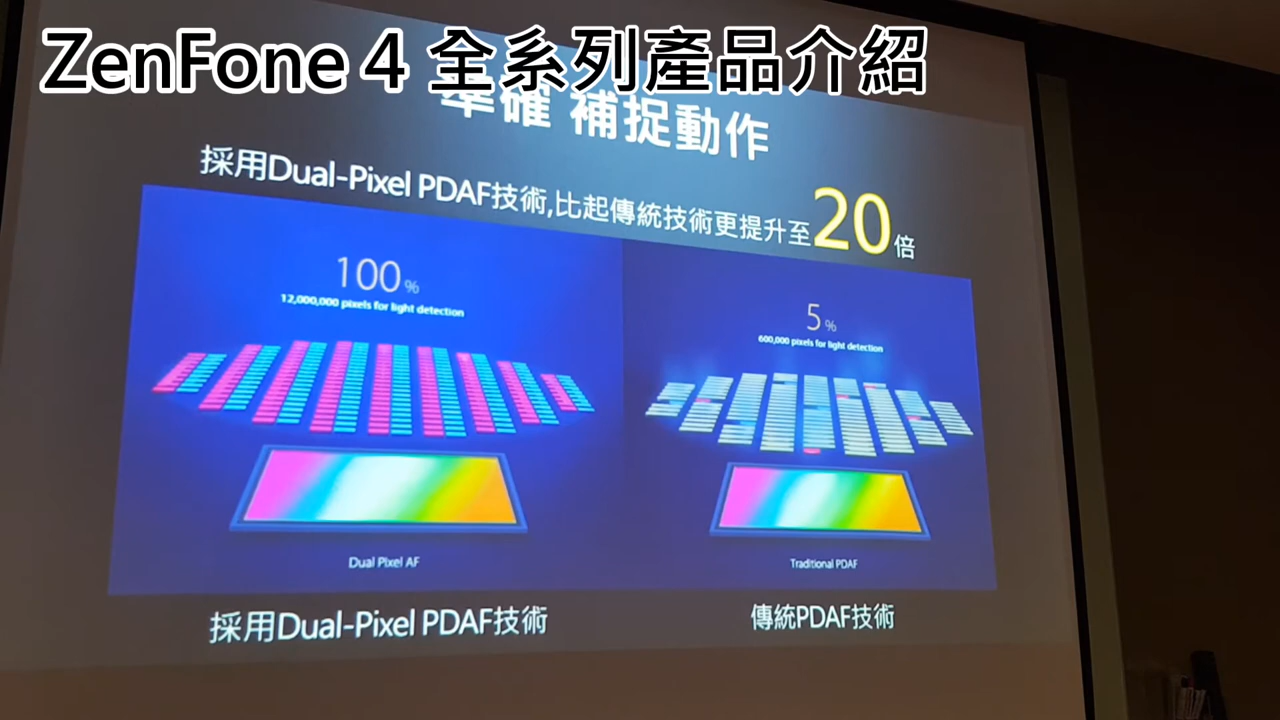 ZenFone 4 全系列產品介紹
準確 補捉動作
採用Dual-Pixel PDAF技術,比起傳統技術更提升至20倍
100%
12,000,000 pixels for light detection
5%
600,000 pixels for light detection
Dual Pixel AF
Traditional PDAF
採用Dual-Pixel PDAF技術
傳統PDAF技術